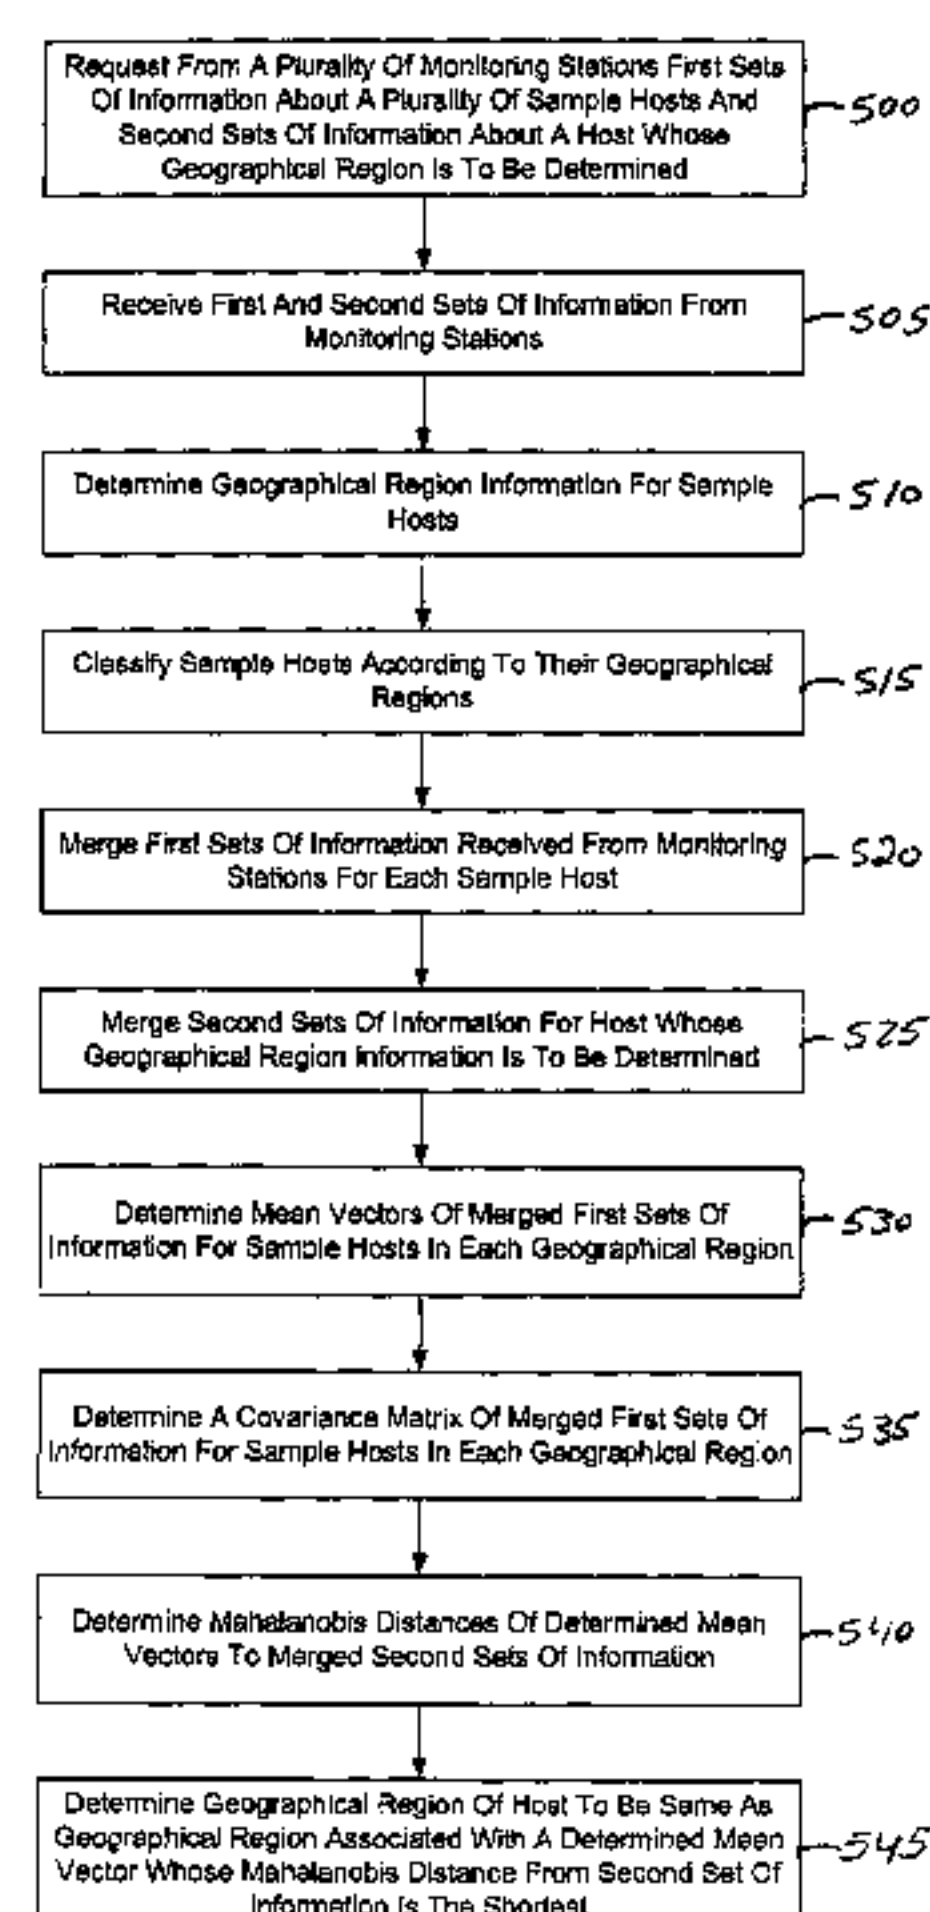 Request From A Plurality Of Monitoring Stations First Sets
Of Information About A Plurality Of Sample Hosts And
Second Sets Of Information About A Host Whose
Geographical Region Is To Be Determined
500
Receive First And Second Sets Of Information From
Monitoring Stations
505
Determine Geographical Region Information For Sample
Hosts
510
Classify Sample Hosts According To Their Geographical
Regions
515
Merge First Sets Of Information Received From Monitoring
Stations For Each Sample Host
520
Merge Second Sets Of Information For Host Whose
Geographical Region Information Is To Be Determined
525
Determine Mean Vectors Of Merged First Sets Of
Information For Sample Hosts In Each Geographical Region
530
Determine A Covariance Matrix Of Merged First Sets Of
Information For Sample Hosts In Each Geographical Region
535
Determine Mahalanobis Distances Of Determined Mean
Vectors To Merged Second Sets Of Information
540
Determine Geographical Region Of Host To Be Same As
Geographical Region Associated With A Determined Mean
Vector Whose Mahalanobis Distance From Second Set Of
Information Is The Shortest
545